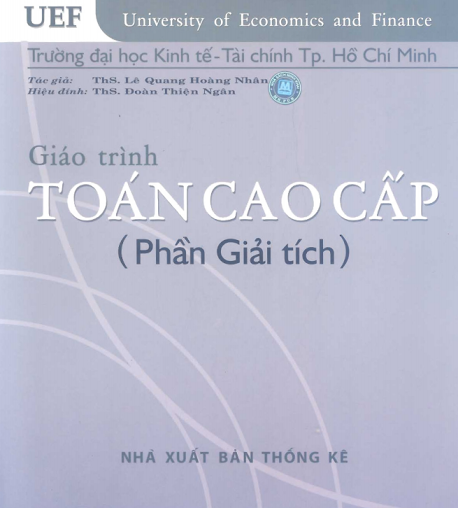 UEF University of Economics and Finance
Trường đại học Kinh tế-Tài chính Tp. Hồ Chí Minh
Tác giả: ThS. Lê Quang Hoàng Nhân
Hiệu đính: ThS. Đoàn Thiện Ngân
Giáo trình
TOÁN CAO CẤP
(Phần Giải tích)
NHÀ XUẤT BẢN THỐNG KÊ